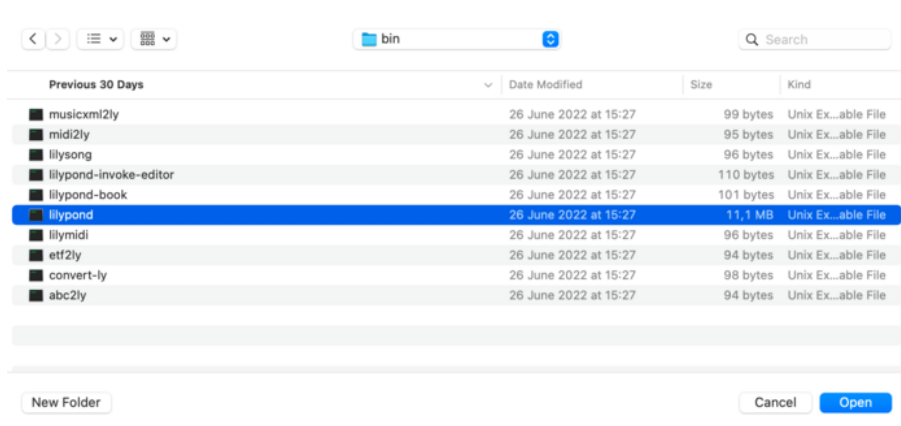 bin Search
Previous 30 Days Date Modified Size Kind
musicxml2ly 26 June 2022 at 15:27 99 bytes Unix Ex...able File
midi2ly 26 June 2022 at 15:27 95 bytes Unix Ex...able File
lilysong 26 June 2022 at 15:27 96 bytes Unix Ex...able File
lilypond-invoke-editor 26 June 2022 at 15:27 110 bytes Unix Ex...able File
lilypond-book 26 June 2022 at 15:27 101 bytes Unix Ex...able File
lilypond 26 June 2022 at 15:27 11,1 MB Unix Ex...able File
lilymidi 26 June 2022 at 15:27 96 bytes Unix Ex...able File
etf2ly 26 June 2022 at 15:27 94 bytes Unix Ex...able File
convert-ly 26 June 2022 at 15:27 98 bytes Unix Ex...able File
abc2ly 26 June 2022 at 15:27 94 bytes Unix Ex...able File
New Folder Cancel Open